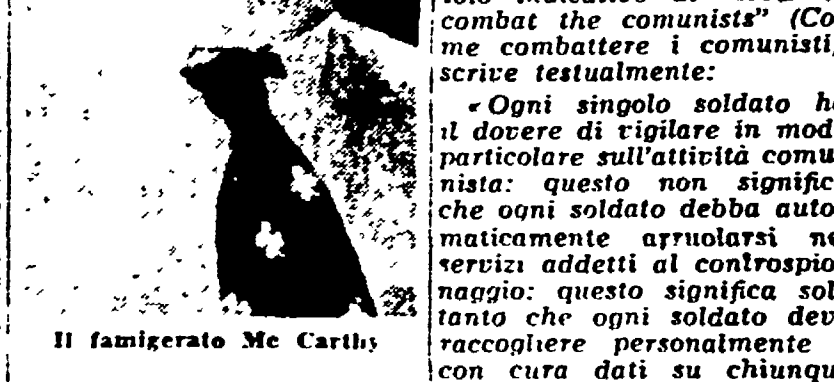 combat the comunists” (Co
me combattere i comunisti,
scrive testualmente:
«Ogni singolo soldato h
il dovere di vigilare in mod
particolare sull'attività comu
nista: questo non signific
che ogni soldato debba auto
maticamente arruolarsi ne
servizi addetti al controspio
naggio: questo significa sol
tanto che ogni soldato dev
raccogliere personalmente
con cura dati su chiunqu
Il famigerato Mc Carthy